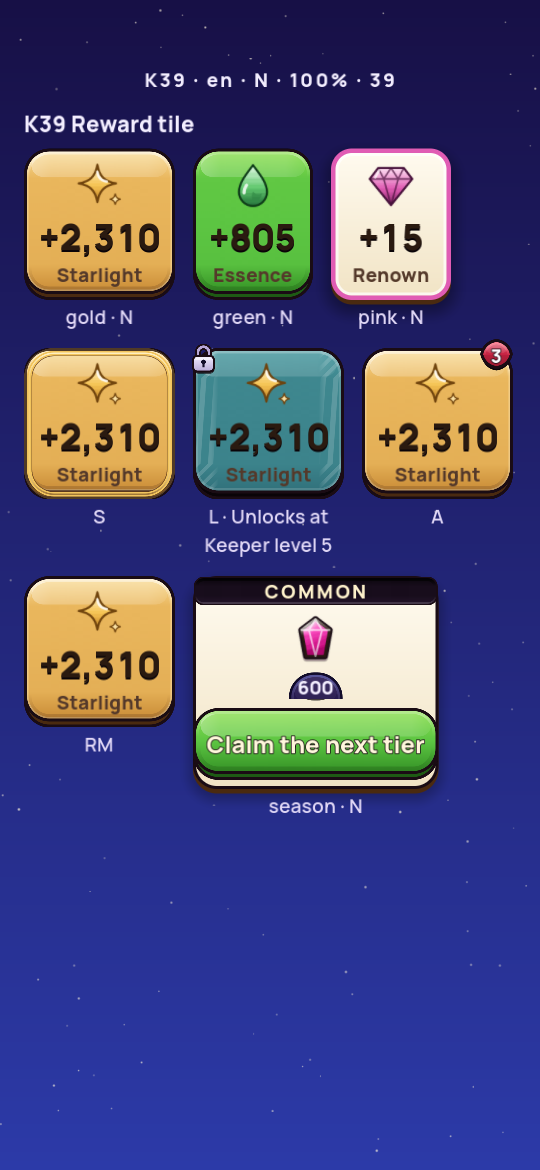 K39 · en · N · 100% · 39
K39 Reward tile
+2,310
Starlight
gold · N
+805
Essence
green · N
+15
Renown
pink · N
+2,310
Starlight
S
+2,310
Starlight
L · Unlocks at
Keeper level 5
3
+2,310
Starlight
A
+2,310
Starlight
RM
COMMON
600
Claim the next tier
season · N